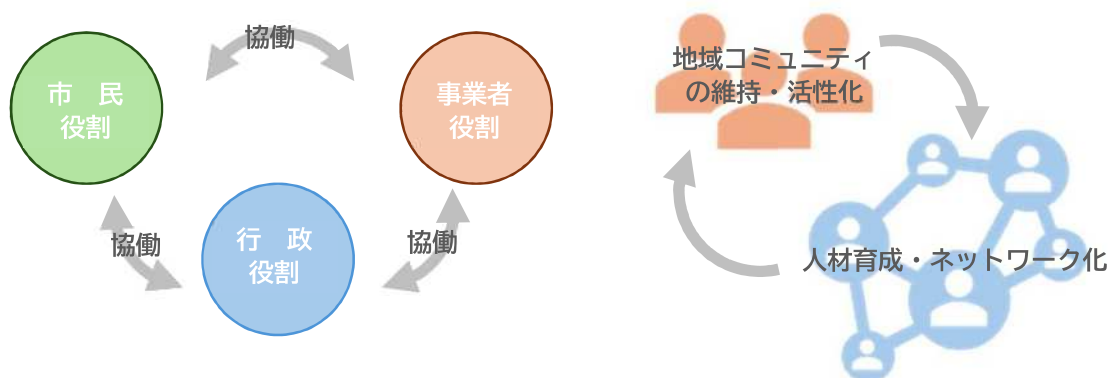 協働
市　民
役割
事業者
役割
協働
行　政
役割
協働
地域コミュニティ
の維持・活性化
人材育成・ネットワーク化